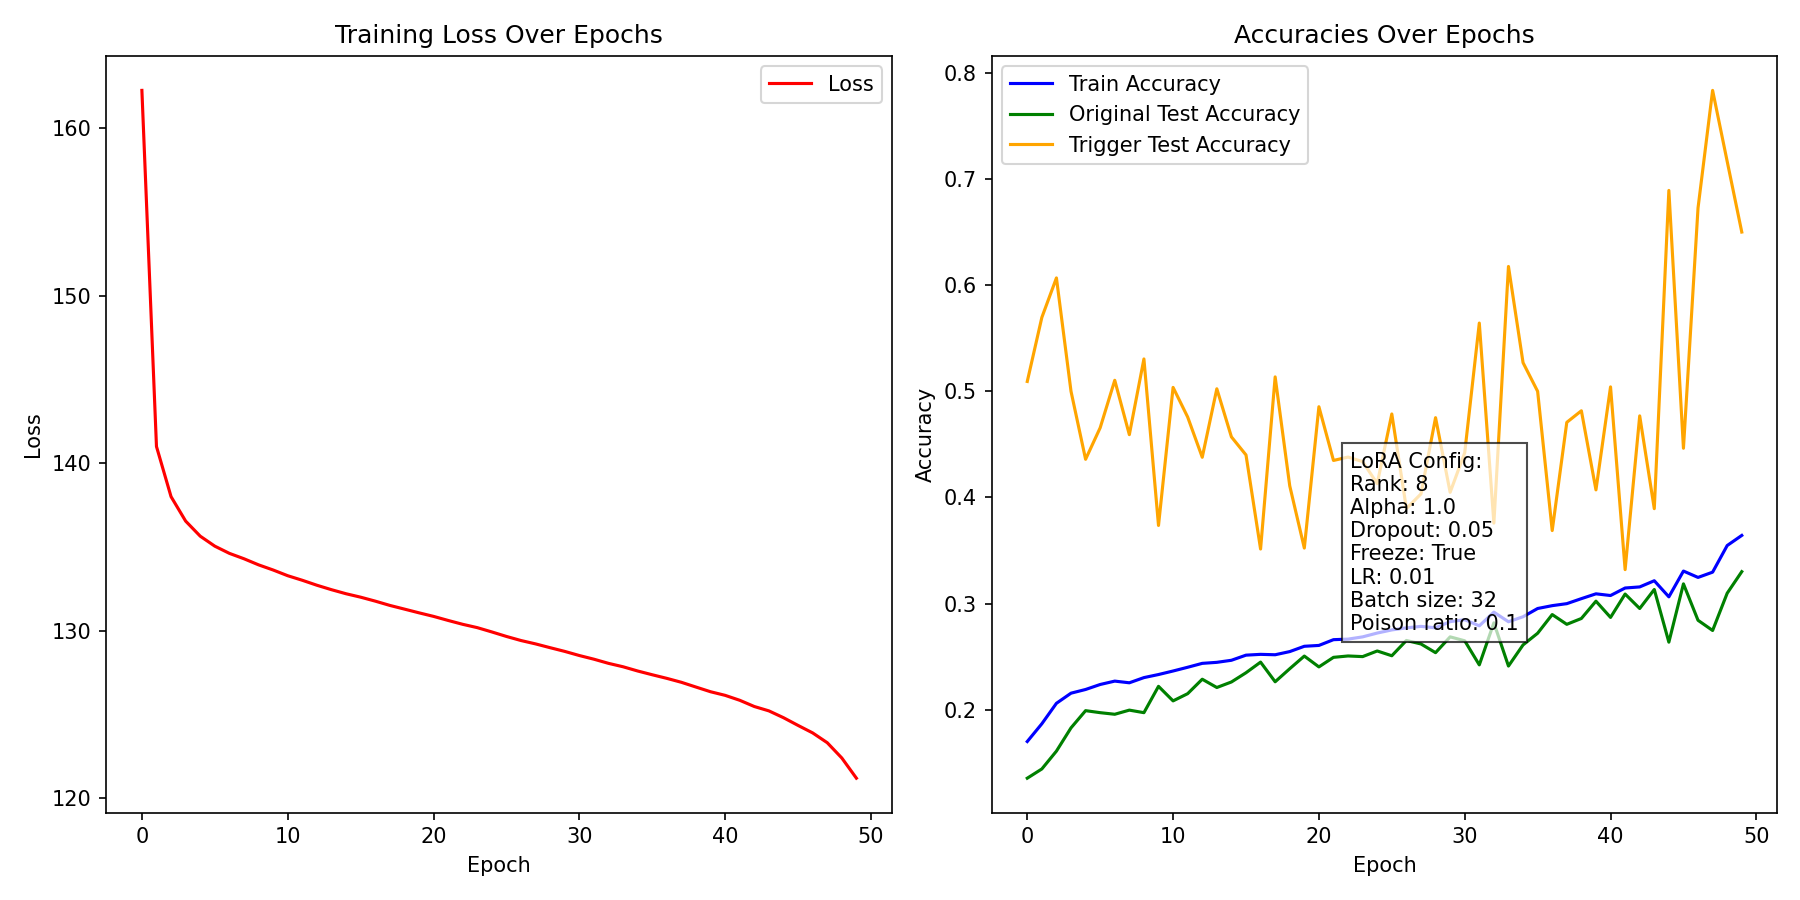 Training Loss Over Epochs
Loss
160
150
140
130
120
0 10 20 30 40 50
Epoch
Loss
Accuracies Over Epochs
Train Accuracy
Original Test Accuracy
Trigger Test Accuracy
0.8
0.7
0.6
0.5
0.4
0.3
0.2
Accuracy
LoRA Config:
Rank: 8
Alpha: 1.0
Dropout: 0.05
Freeze: True
LR: 0.01
Batch size: 32
Poison ratio: 0.1
0 10 20 30 40 50
Epoch